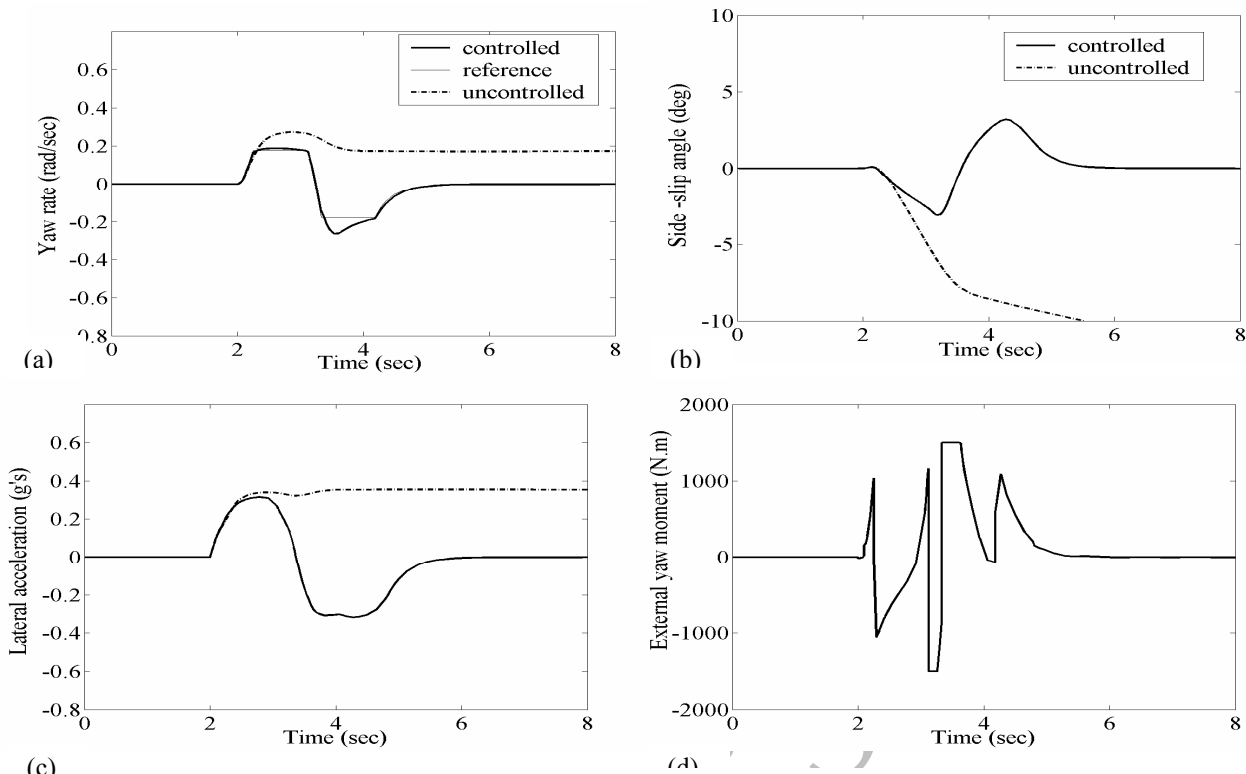 controlled
reference
uncontrolled
Yaw rate (rad/sec)
0.6
0.4
0.2
0
-0.2
-0.4
-0.6
0.8
0
2
4
6
8
Time (sec)
(a)
controlled
uncontrolled
Side -slip angle (deg)
10
5
0
-5
-10
0
2
4
6
8
Time (sec)
(b)
Lateral acceleration (g's)
0.6
0.4
0.2
0
-0.2
-0.4
-0.6
-0.8
0
2
4
6
8
Time (sec)
(c)
External yaw moment (N.m)
2000
1000
0
-1000
-2000
0
2
4
6
8
Time (sec)
(d)